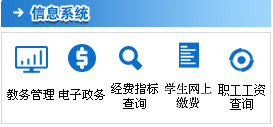 信息系统
教务管理 电子政务 经费指标
查询 学生网上
缴费 职工工资
查询